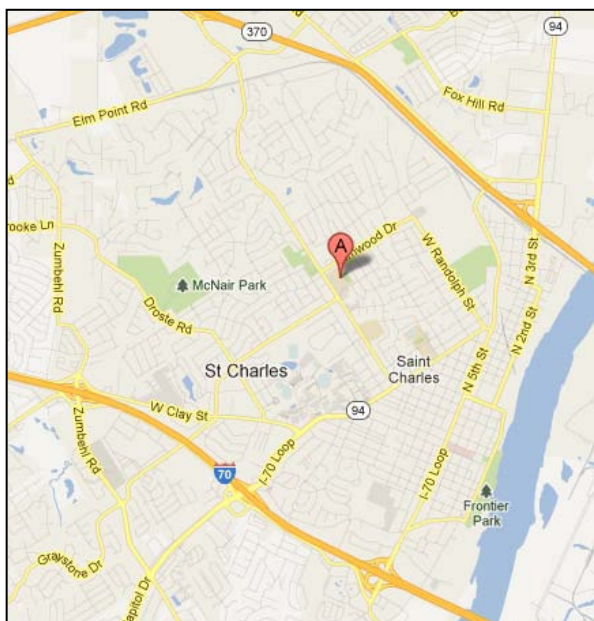 94
370
Fox Hill Rd
Elm Point Rd
A
Zumbehl Rd
W Randolph St
N 3rd St
McNair Park
Droste Rd
N 2nd St
St Charles
Saint
Charles
N 5th St
94
W Clay St
Zumbehl Rd
I-70 Loop
70
I-70 Loop
Frontier
Park
Graystone Dr